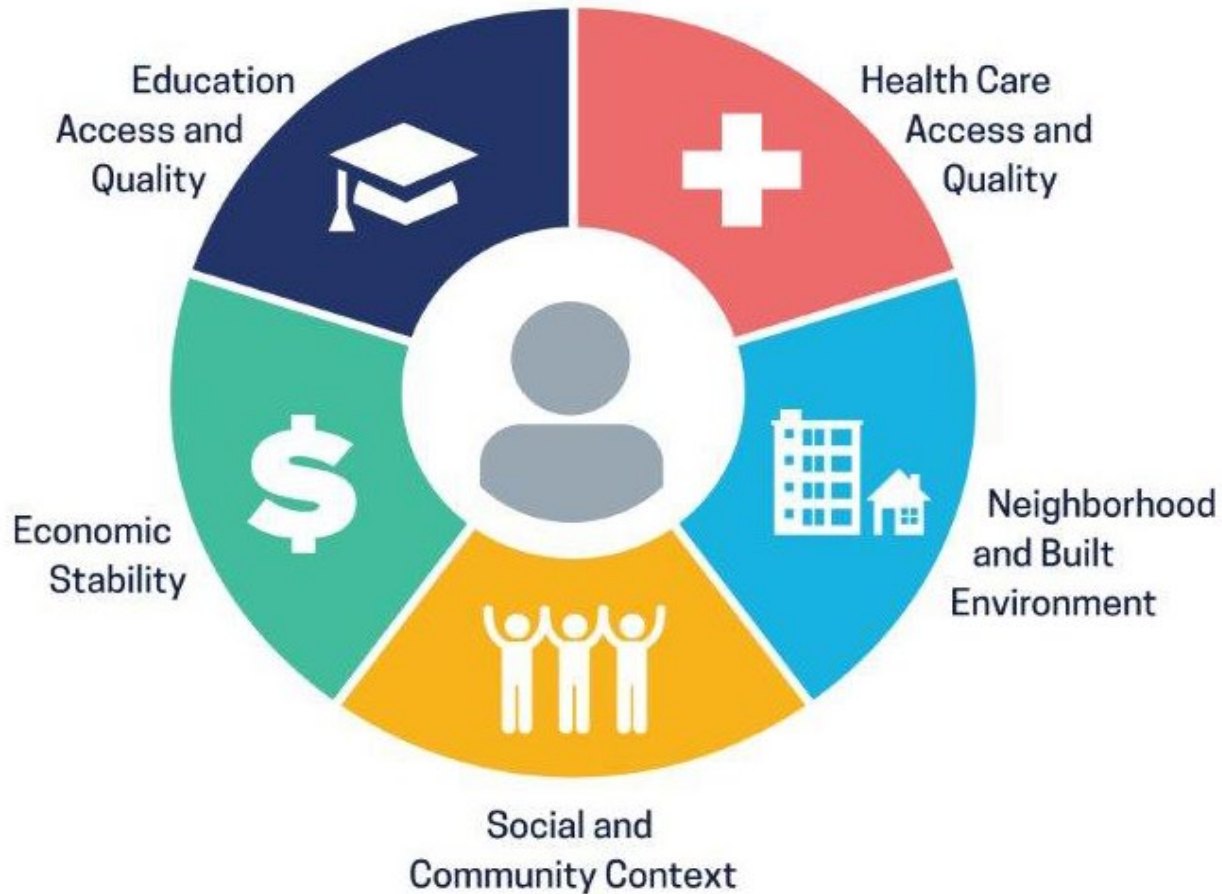 Education
Access and
Quality
Health Care
Access and
Quality
Economic
Stability
Neighborhood
and Built
Environment
Social and
Community Context